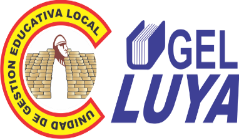 UNIDAD DE GESTION EDUCATIVA LOCAL
UGEL
LUYA